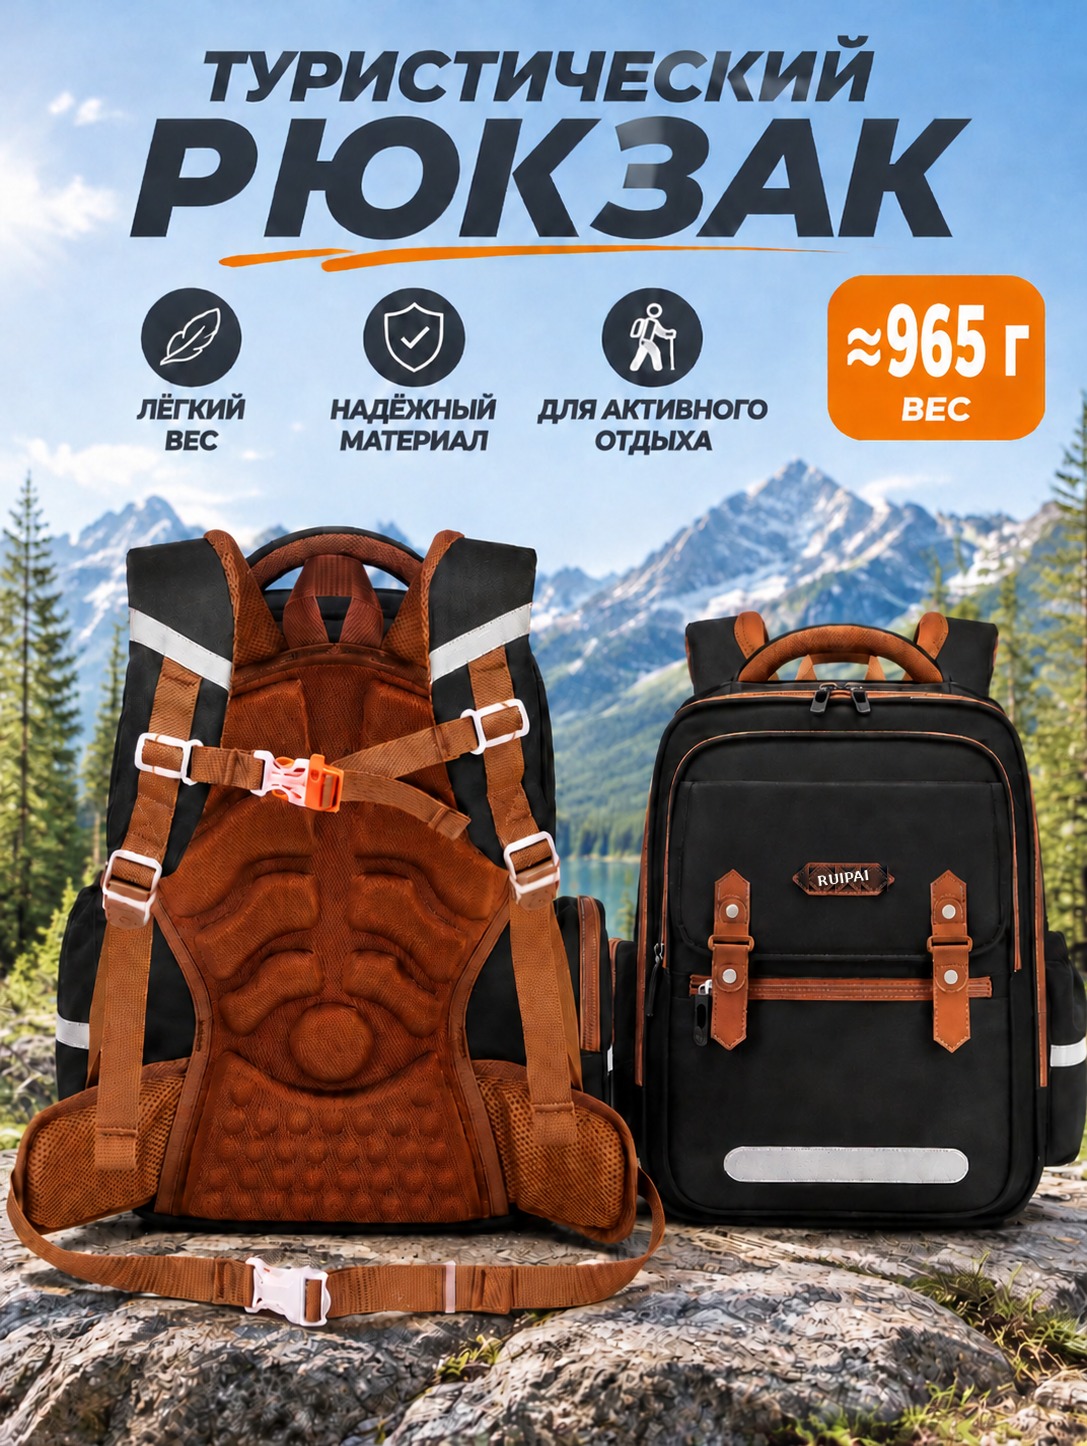 ТУРИСТИЧЕСКИЙ
РЮКЗАК
ЛЁГКИЙ
ВЕС
НАДЁЖНЫЙ
МАТЕРИАЛ
ДЛЯ АКТИВНОГО
ОТДЫХА
≈965 г
ВЕС
RUIPAI